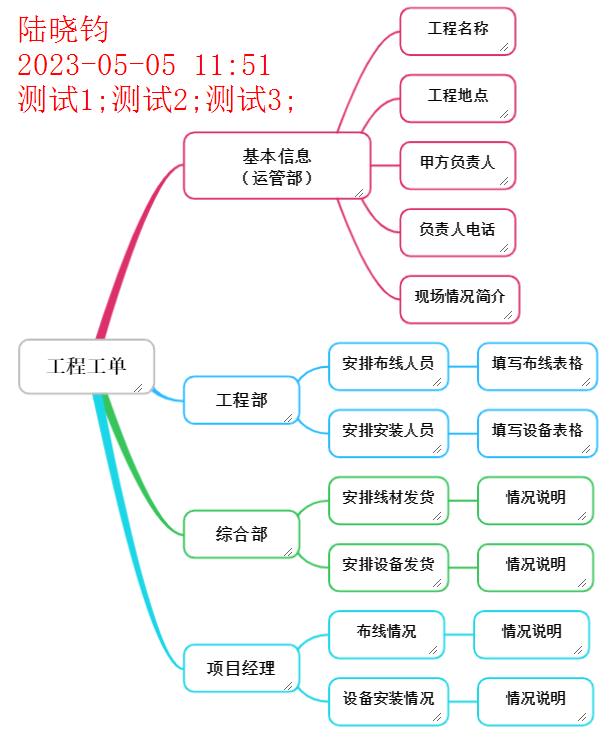 陆晓钧
2023-05-05 11:51
测试1;测试2;测试3;
工程工单
基本信息
（运管部）
工程名称
工程地点
甲方负责人
负责人电话
现场情况简介
工程部
安排布线人员
填写布线表格
安排安装人员
填写设备表格
综合部
安排线材发货
情况说明
安排设备发货
情况说明
项目经理
布线情况
情况说明
设备安装情况
情况说明